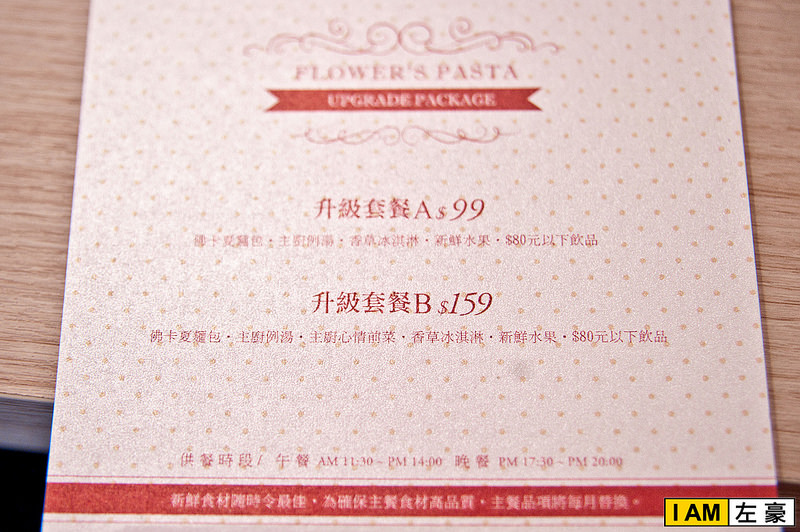 FLOWER'S PASTA
UPGRADE PACKAGE
升級套餐A $99
佛卡夏麵包・主廚例湯・香草冰淇淋・新鮮水果・$80元以下飲品
升級套餐B $159
佛卡夏麵包・主廚例湯・主廚心情前菜・香草冰淇淋・新鮮水果・$80元以下飲品
供餐時段/ 午餐 AM 11:30 ~ PM 14:00 晚餐 PM 17:30 ~ PM 20:00
新鮮食材隨時令最佳，為確保主餐食材高品質，主餐品項將每月替換。
I AM 左豪